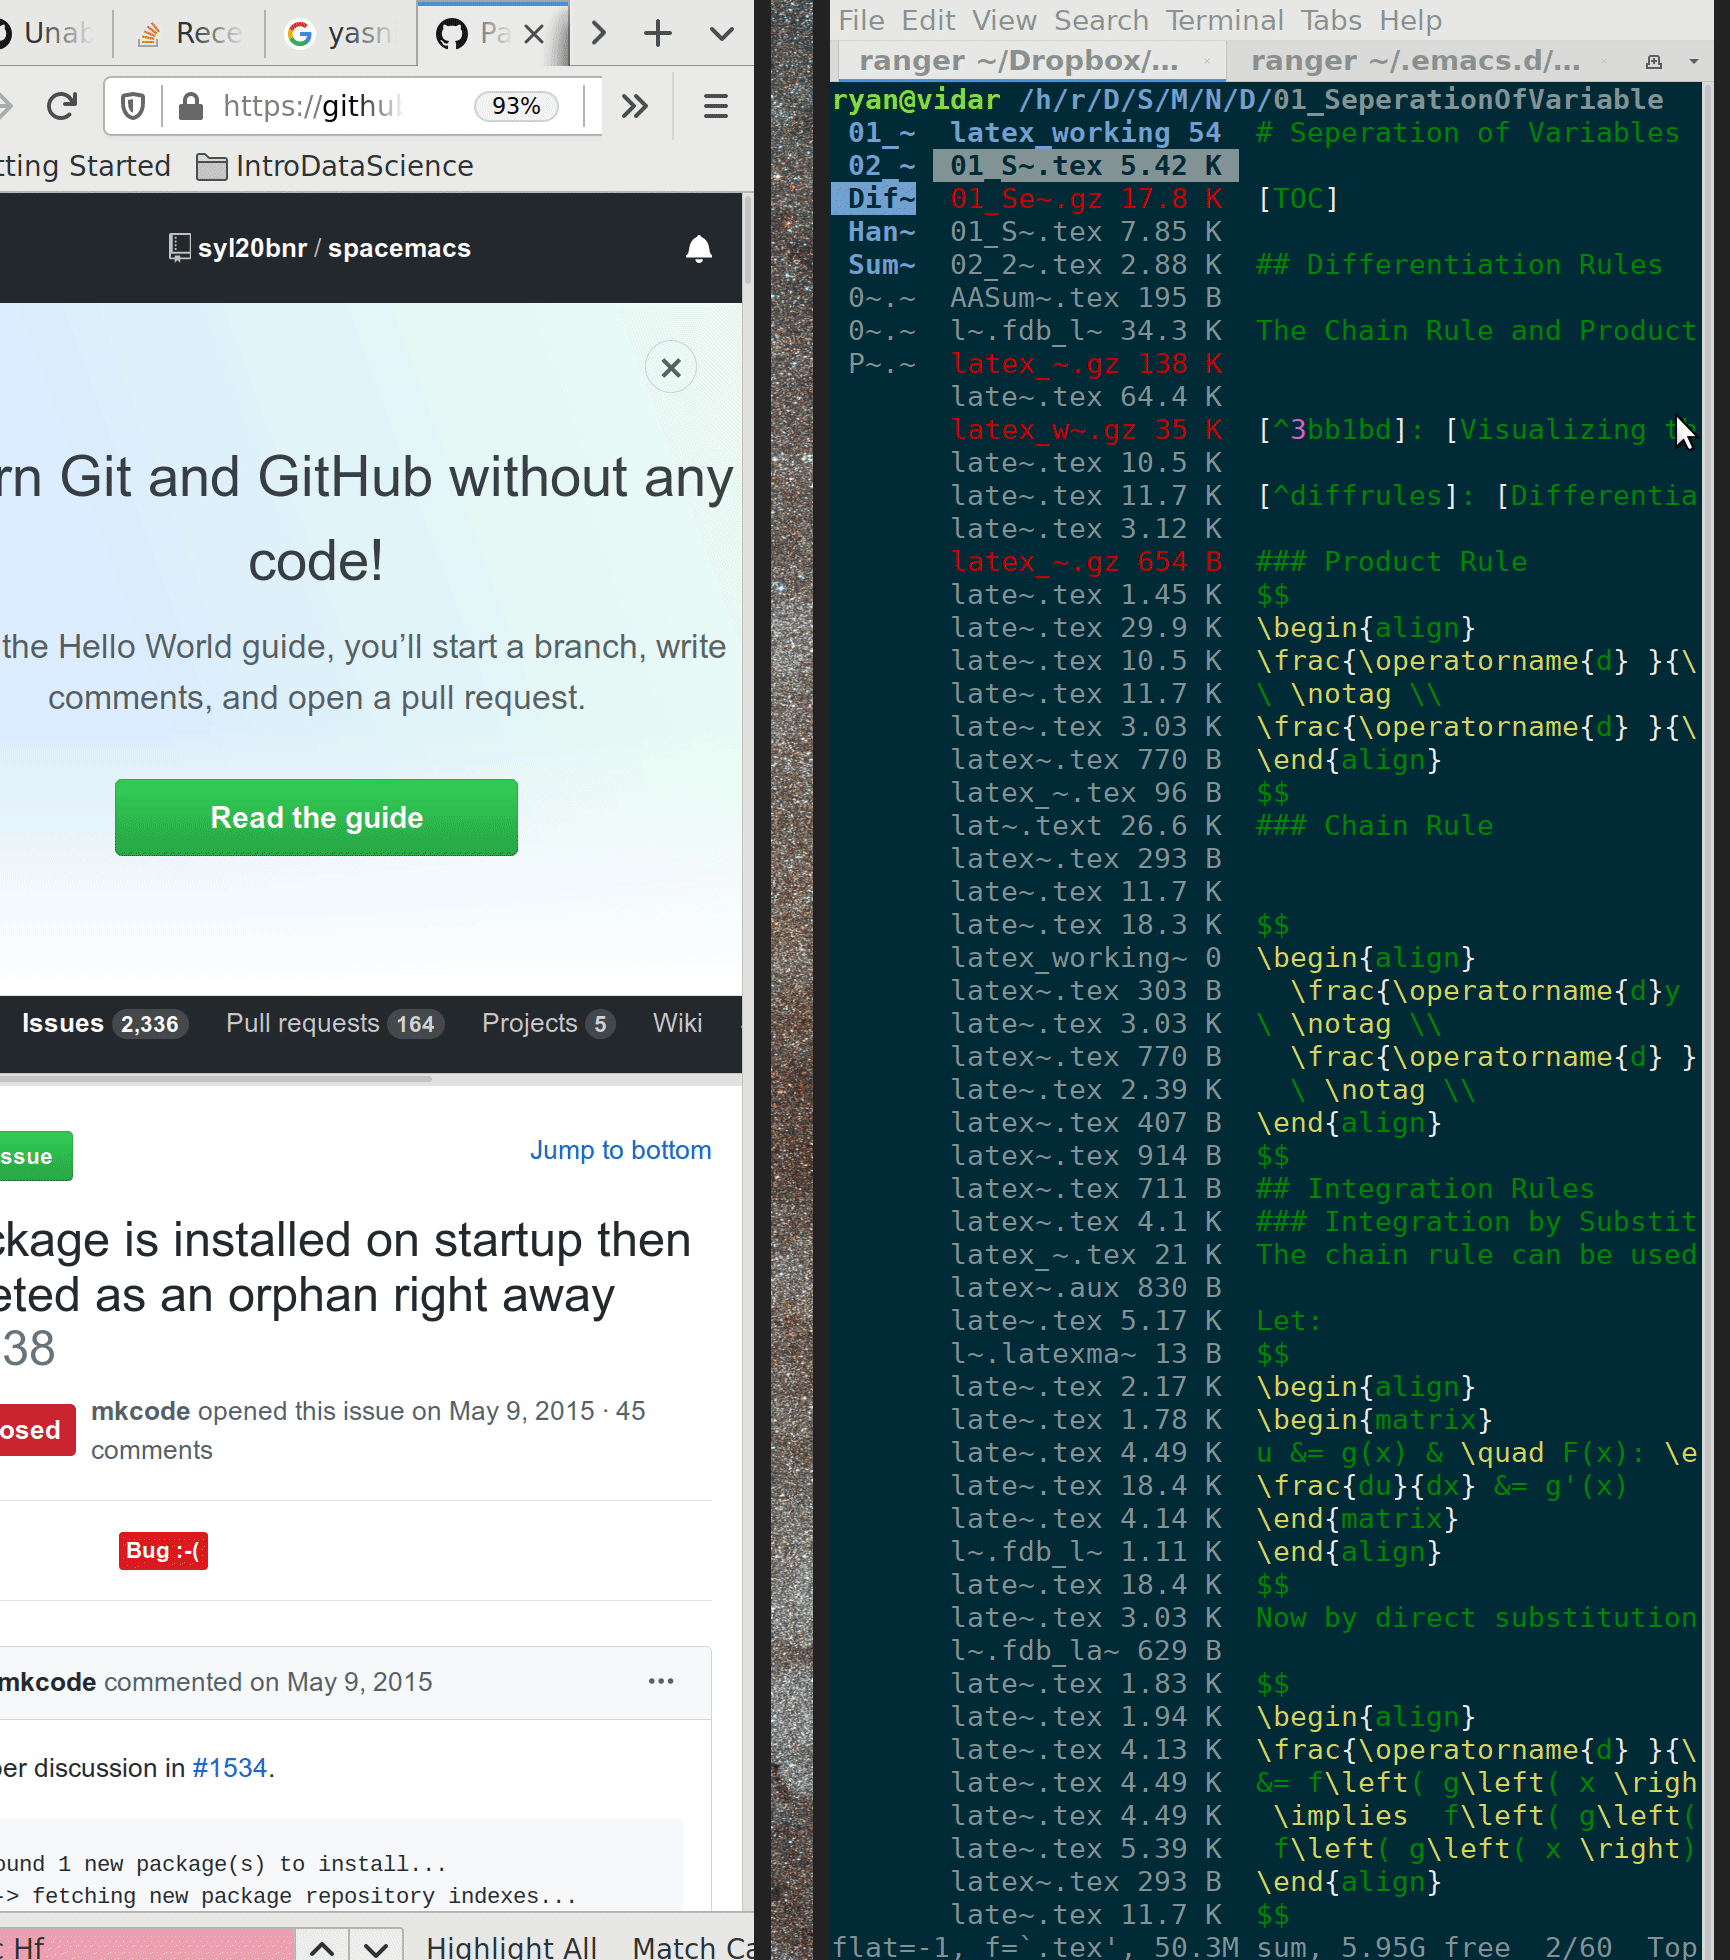 Unab Rece yasn Pa
https://github 93%
tting Started IntroDataScience
syl20bnr / spacemacs
rn Git and GitHub without any
code!
the Hello World guide, you’ll start a branch, write
comments, and open a pull request.
Read the guide
Issues 2,336 Pull requests 164 Projects 5 Wiki
ssue Jump to bottom
ckage is installed on startup then
eted as an orphan right away
38
osed mkcode opened this issue on May 9, 2015 · 45
comments
Bug :-(
mkcode commented on May 9, 2015 ...
er discussion in #1534.
ound 1 new package(s) to install...
-> fetching new package repository indexes...
c Hf Highlight All Match Ca
File Edit View Search Terminal Tabs Help
ranger ~/Dropbox/... ranger ~/.emacs.d/...
ryan@vidar /h/r/D/S/M/N/D/01_SeperationOfVariable
01_~ latex_working 54 # Seperation of Variables
02_~ 01_S~.tex 5.42 K
Dif~ 01_Se~.gz 17.8 K [TOC]
Han~ 01_S~.tex 7.85 K
Sum~ 02_2~.tex 2.88 K ## Differentiation Rules
0~.~ AASum~.tex 195 B
0~.~ l~.fdb_l~ 34.3 K The Chain Rule and Product
P~.~ latex_~.gz 138 K
late~.tex 64.4 K
latex_w~.gz 35 K [^3bb1bd]: [Visualizing
late~.tex 10.5 K
late~.tex 11.7 K [^diffrules]: [Differentia
late~.tex 3.12 K
latex_~.gz 654 B ### Product Rule
late~.tex 1.45 K $$
late~.tex 29.9 K \begin{align}
late~.tex 10.5 K \frac{\operatorname{d} }{\
late~.tex 11.7 K \ \notag \\
late~.tex 3.03 K \frac{\operatorname{d} }{\
latex~.tex 770 B \end{align}
latex_~.tex 96 B $$
lat~.text 26.6 K ### Chain Rule
latex~.tex 293 B
late~.tex 11.7 K
late~.tex 18.3 K $$
latex_working~ 0 \begin{align}
latex~.tex 303 B \frac{\operatorname{d}y
late~.tex 3.03 K \ \notag \\
latex~.tex 770 B \frac{\operatorname{d} }
late~.tex 2.39 K \ \notag \\
latex~.tex 407 B \end{align}
latex~.tex 914 B $$
latex~.tex 711 B ## Integration Rules
latex~.tex 4.1 K ### Integration by Substit
latex_~.tex 21 K The chain rule can be used
latex~.aux 830 B
late~.tex 5.17 K Let:
l~.latexma~ 13 B $$
late~.tex 2.17 K \begin{align}
late~.tex 1.78 K \begin{matrix}
late~.tex 4.49 K u &= g(x) & \quad F(x): \e
late~.tex 18.4 K \frac{du}{dx} &= g'(x)
late~.tex 4.14 K \end{matrix}
l~.fdb_l~ 1.11 K \end{align}
late~.tex 18.4 K $$
late~.tex 3.03 K Now by direct substitution
l~.fdb_la~ 629 B
late~.tex 1.83 K $$
late~.tex 1.94 K \begin{align}
late~.tex 4.13 K \frac{\operatorname{d} }{\
late~.tex 4.49 K &= f\left( g\left( x \righ
late~.tex 4.49 K \implies f\left( g\left(
late~.tex 5.39 K f\left( g\left( x \right)
latex~.tex 293 B \end{align}
late~.tex 11.7 K $$
flat=-1, f=`.tex', 50.3M sum, 5.95G free 2/60 Top